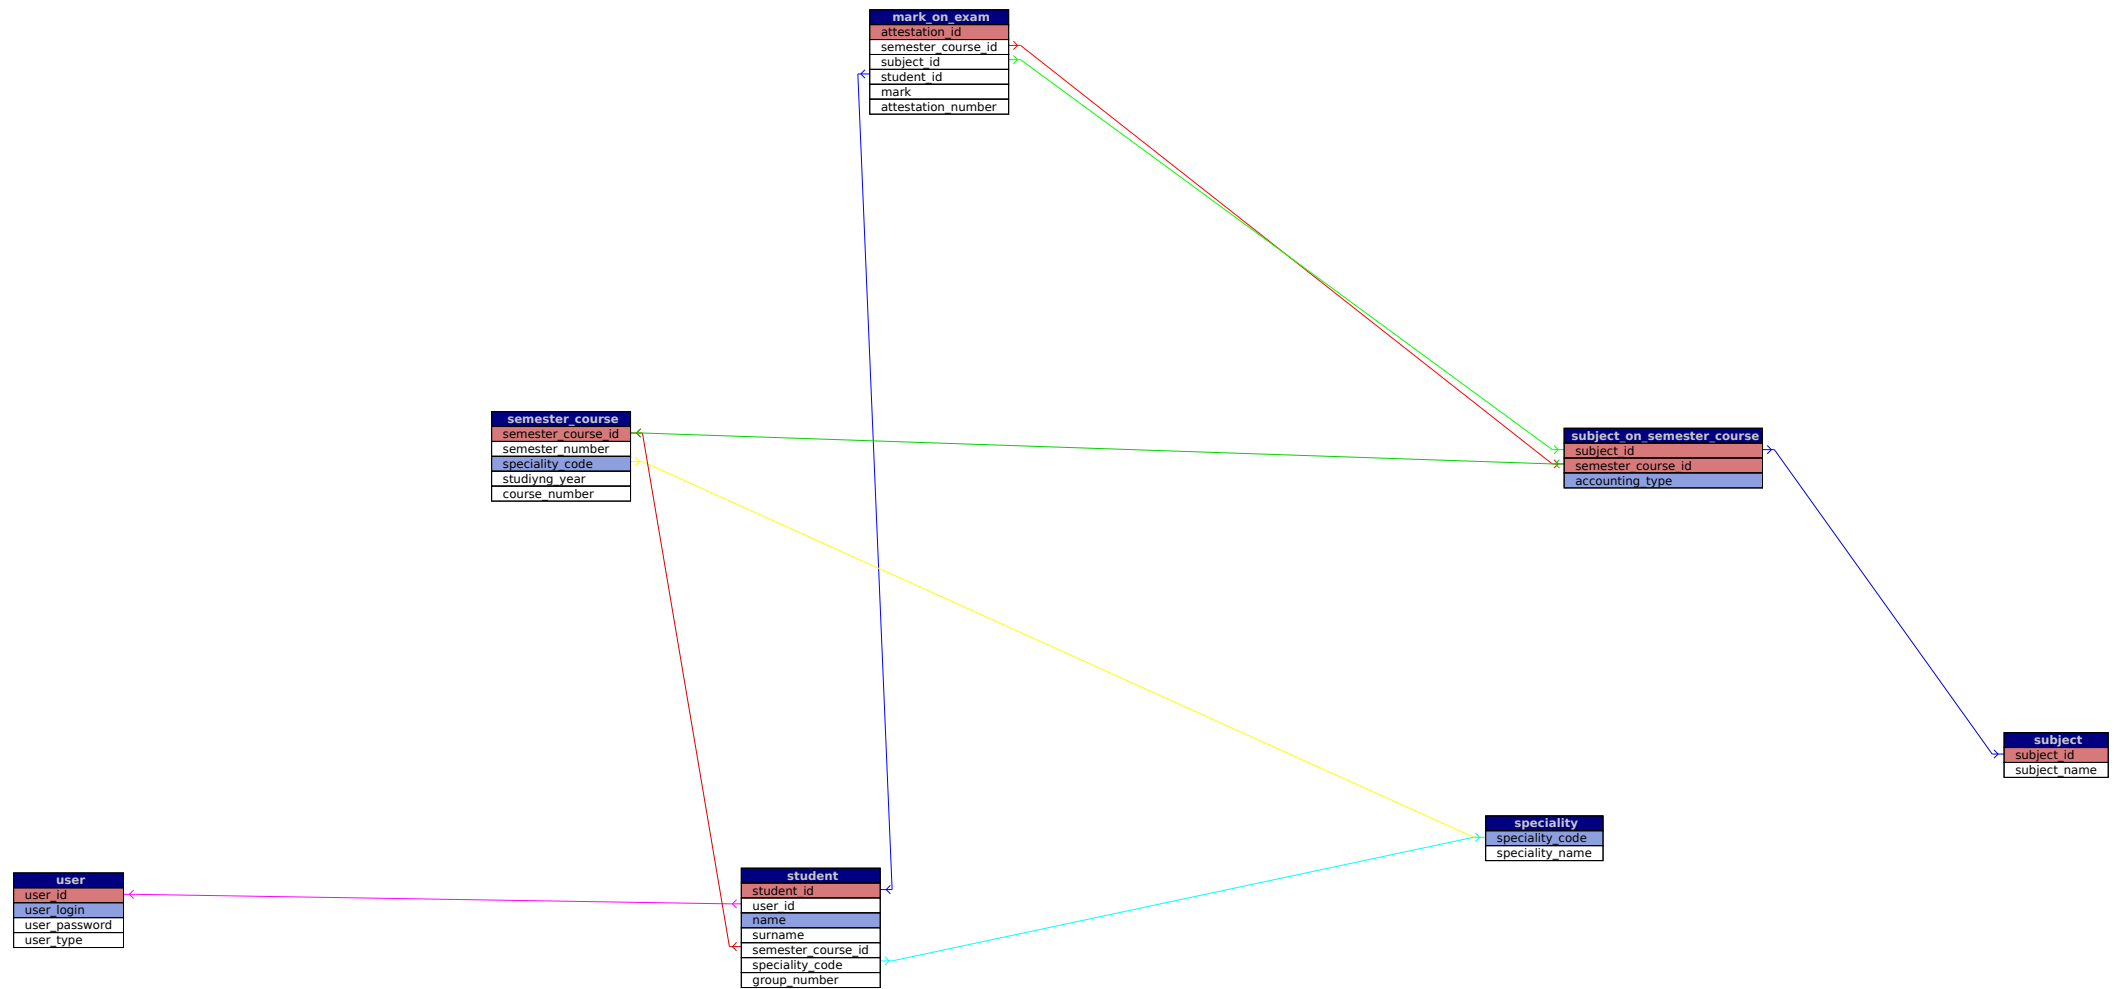 mark_on_exam
attestation_id
semester_course_id
subject_id
student_id
mark
attestation_number
semester_course
semester_course_id
semester_number
speciality_code
studiyng_year
course_number
subject_on_semester_course
subject_id
semester_course_id
accounting_type
subject
subject_id
subject_name
speciality
speciality_code
speciality_name
user
user_id
user_login
user_password
user_type
student
student_id
user_id
name
surname
semester_course_id
speciality_code
group_number